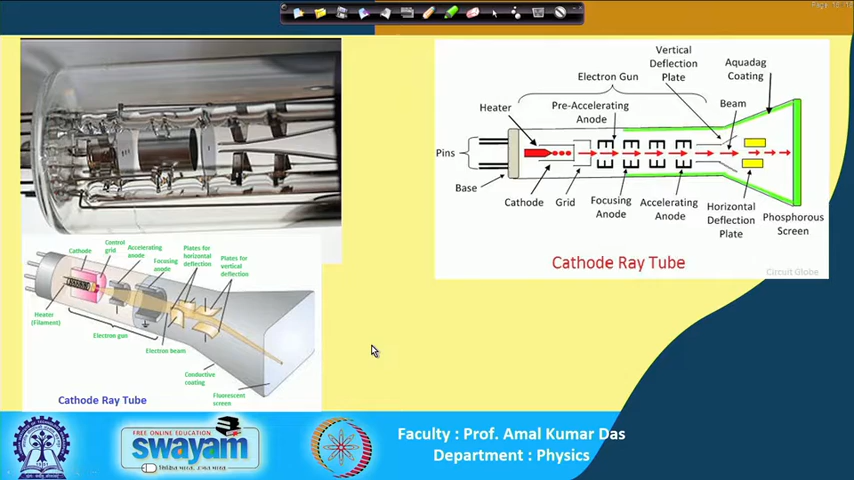 Vertical
Deflection
Plate
Aquadag
Coating
Electron Gun
Pre-Accelerating
Anode
Beam
Heater
Pins
Base
Cathode
Grid
Focusing
Anode
Accelerating
Anode
Horizontal
Deflection
Plate
Phosphorous
Screen
Cathode Ray Tube
Circuit Globe
Cathode
Control
grid
Accelerating
anode
Focusing
anode
Plates for
horizontal
deflection
Plates for
vertical
deflection
Heater
(Filament)
Electron gun
Electron beam
Conductive
coating
Fluorescent
screen
Cathode Ray Tube
FREE ONLINE EDUCATION
swayam
Faculty : Prof. Amal Kumar Das
Department : Physics